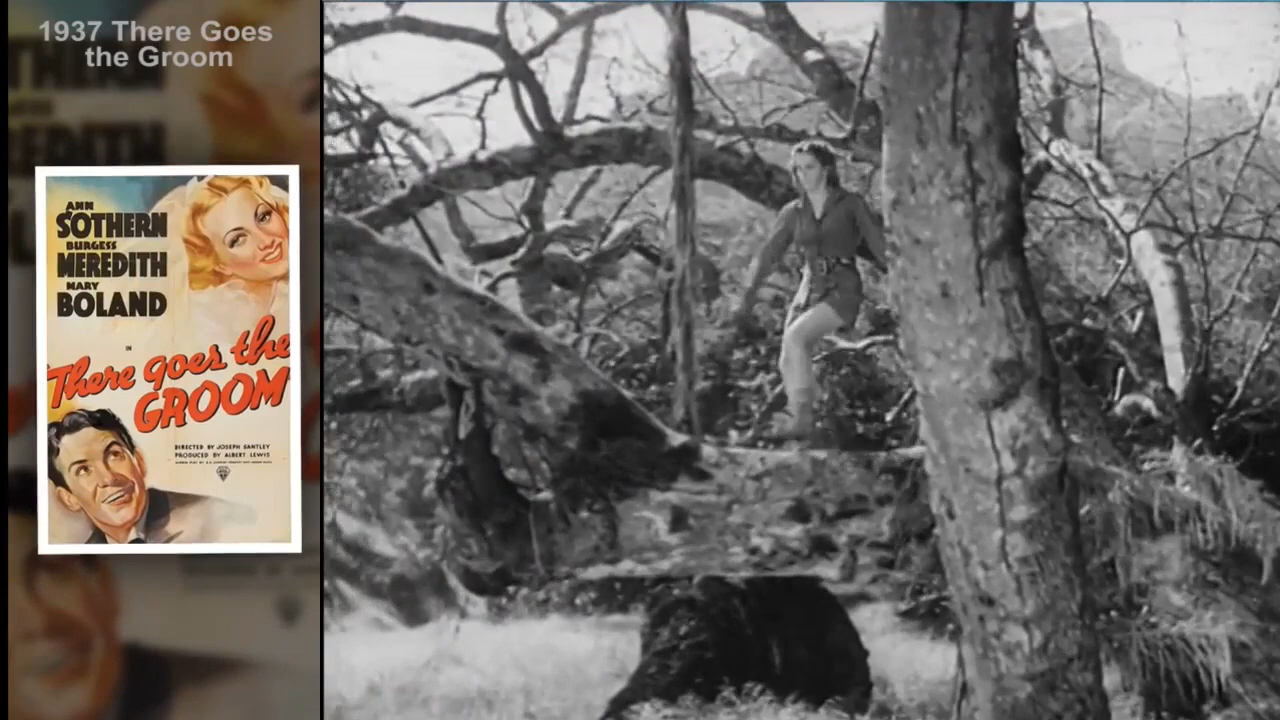 1937 There Goes
the Groom
ANN
SOTHERN
BURGESS
MEREDITH
MARY
BOLAND
IN
There goes the
GROOM
DIRECTED BY JOSEPH SANTLEY
PRODUCED BY ALBERT LEWIS